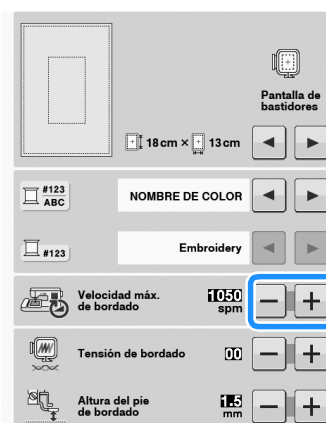 Pantalla de
bastidores
18 cm × 13 cm
#123
ABC
NOMBRE DE COLOR
#123
Embroidery
Velocidad máx.
de bordado
1050
spm
Tensión de bordado
00
Altura del pie
de bordado
1.5
mm